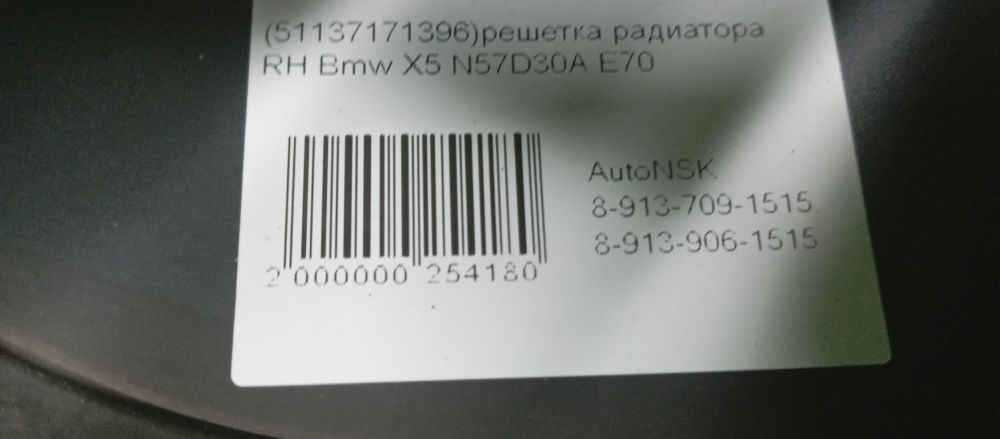 (51137171396)решетка радиатора
RH Bmw X5 N57D30A E70
AutoNSK
8-913-709-1515
8-913-906-1515
2 000000 254180